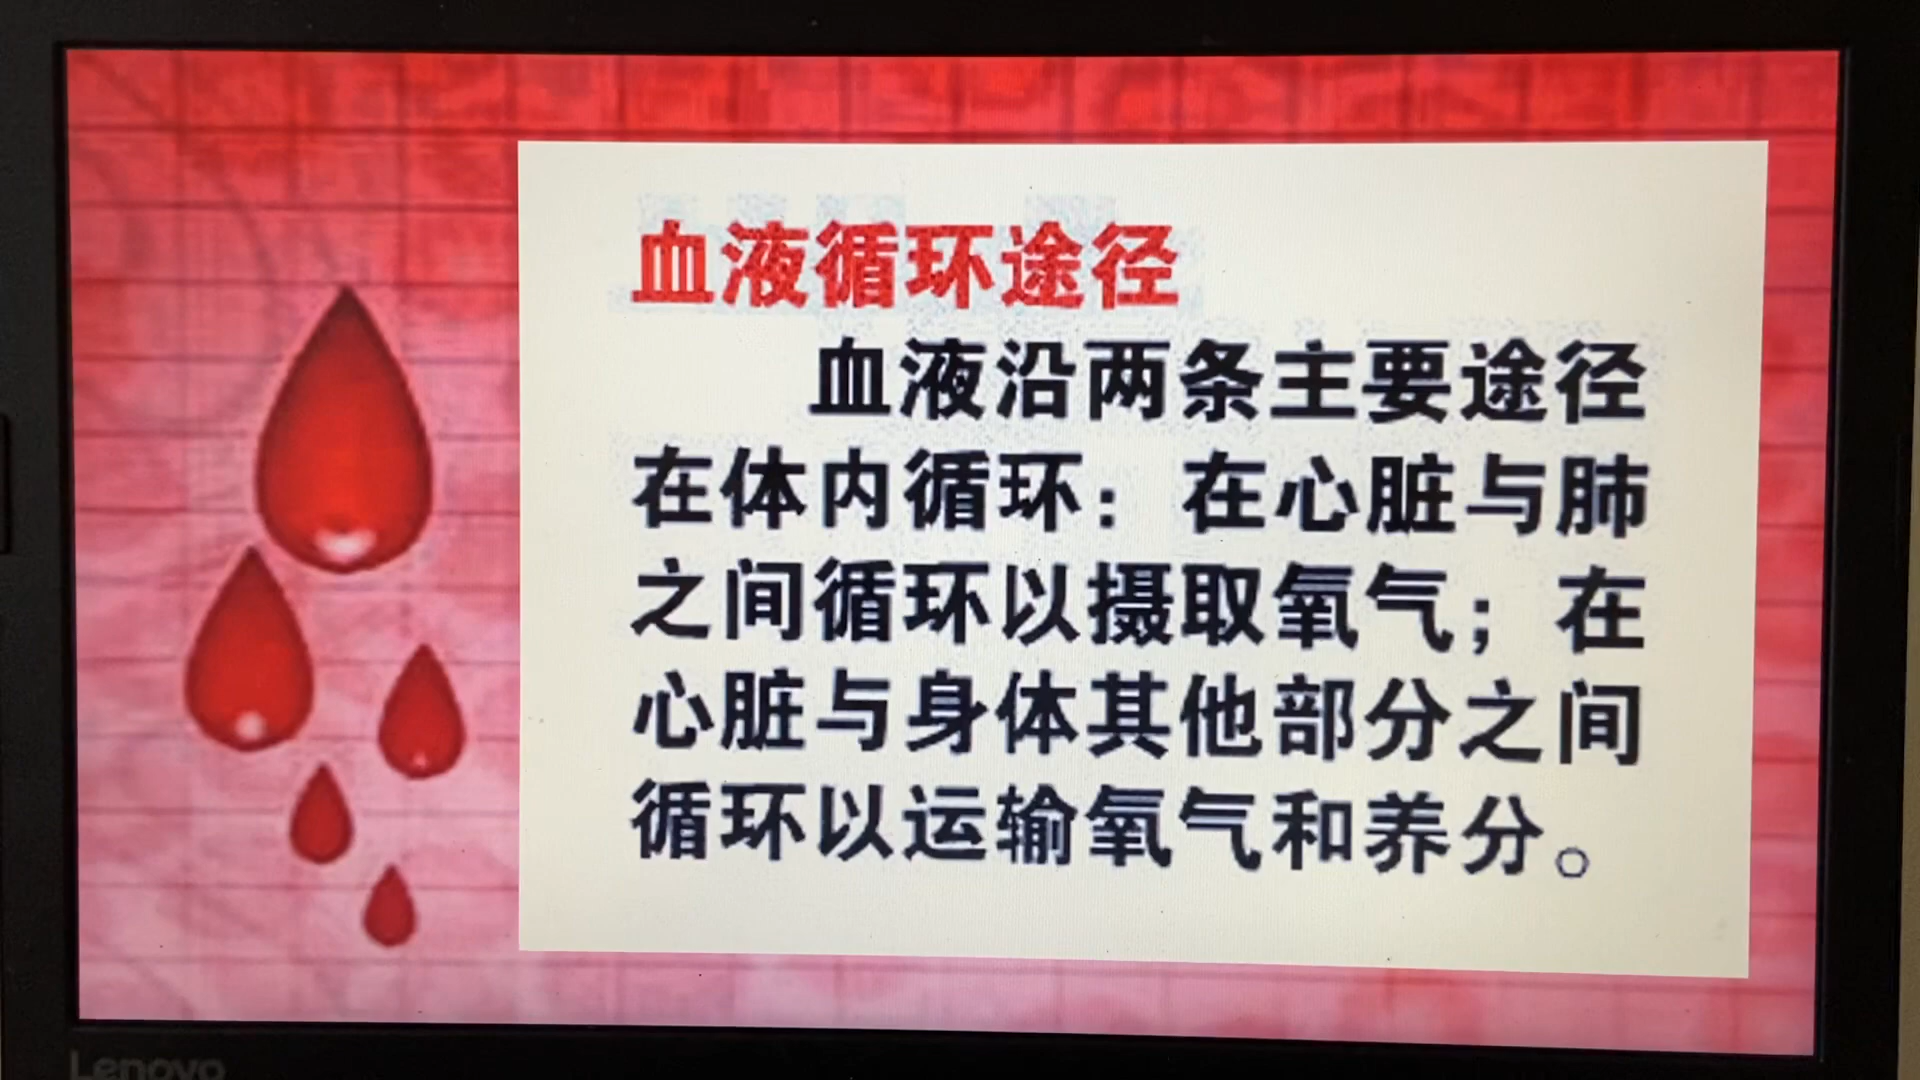 血液循环途径
血液沿两条主要途径
在体内循环：在心脏与肺
之间循环以摄取氧气；在
心脏与身体其他部分之间
循环以运输氧气和养分。
Lenovo